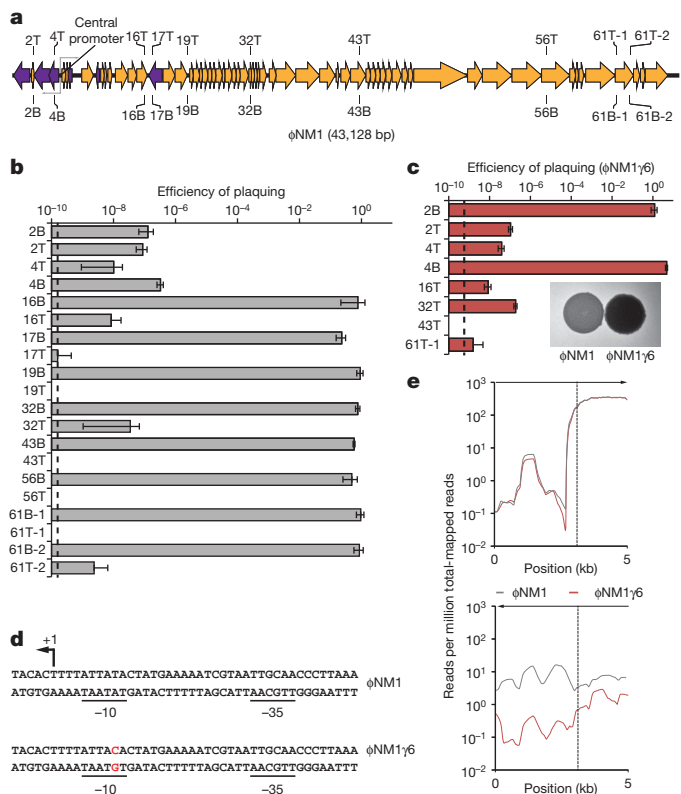 a
Central promoter
2T 4T 16T 17T 19T 32T 43T 56T 61T-1 61T-2
2B 4B 16B 17B 19B 32B 43B 56B 61B-1 61B-2
ϕNM1 (43,128 bp)
b
Efficiency of plaquing
10⁻¹⁰ 10⁻⁸ 10⁻⁶ 10⁻⁴ 10⁻² 10⁰
2B
2T
4T
4B
16B
16T
17B
17T
19B
19T
32B
32T
43B
43T
56B
56T
61B-1
61T-1
61B-2
61T-2
c
Efficiency of plaquing (ϕNM1γ6)
10⁻¹⁰ 10⁻⁸ 10⁻⁶ 10⁻⁴ 10⁻² 10⁰
2B
2T
4T
4B
16T
32T
43T
61T-1
ϕNM1 ϕNM1γ6
d
+1
TACACTTTTATTATACTATGAAAAATCGTAATTGCAACCCTTAAA
ATGTGAAAATAATATGATACTTTTTAGCATTAACGTTGGGAATTT
ϕNM1
−10 −35
TACACTTTTATTACACTATGAAAAATCGTAATTGCAACCCTTAAA
ATGTGAAAATAATGTGATACTTTTTAGCATTAACGTTGGGAATTT
ϕNM1γ6
−10 −35
e
Reads per million total-mapped reads
10³
10²
10¹
10⁰
10⁻¹
10⁻²
0 5
Position (kb)
ϕNM1 ϕNM1γ6
10³
10²
10¹
10⁰
10⁻¹
10⁻²
0 5
Position (kb)